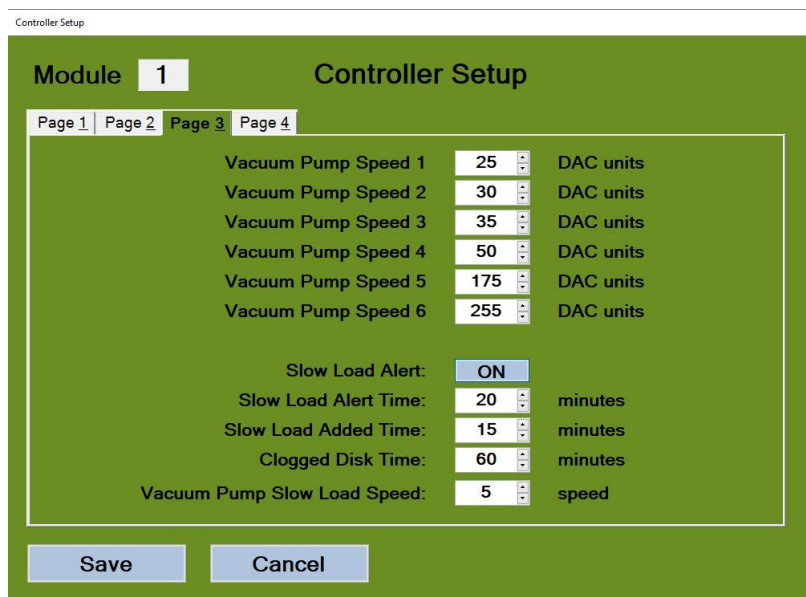 Controller Setup
Module 1 Controller Setup
Page 1 Page 2 Page 3 Page 4
Vacuum Pump Speed 1 25 DAC units
Vacuum Pump Speed 2 30 DAC units
Vacuum Pump Speed 3 35 DAC units
Vacuum Pump Speed 4 50 DAC units
Vacuum Pump Speed 5 175 DAC units
Vacuum Pump Speed 6 255 DAC units
Slow Load Alert: ON
Slow Load Alert Time: 20 minutes
Slow Load Added Time: 15 minutes
Clogged Disk Time: 60 minutes
Vacuum Pump Slow Load Speed: 5 speed
Save Cancel